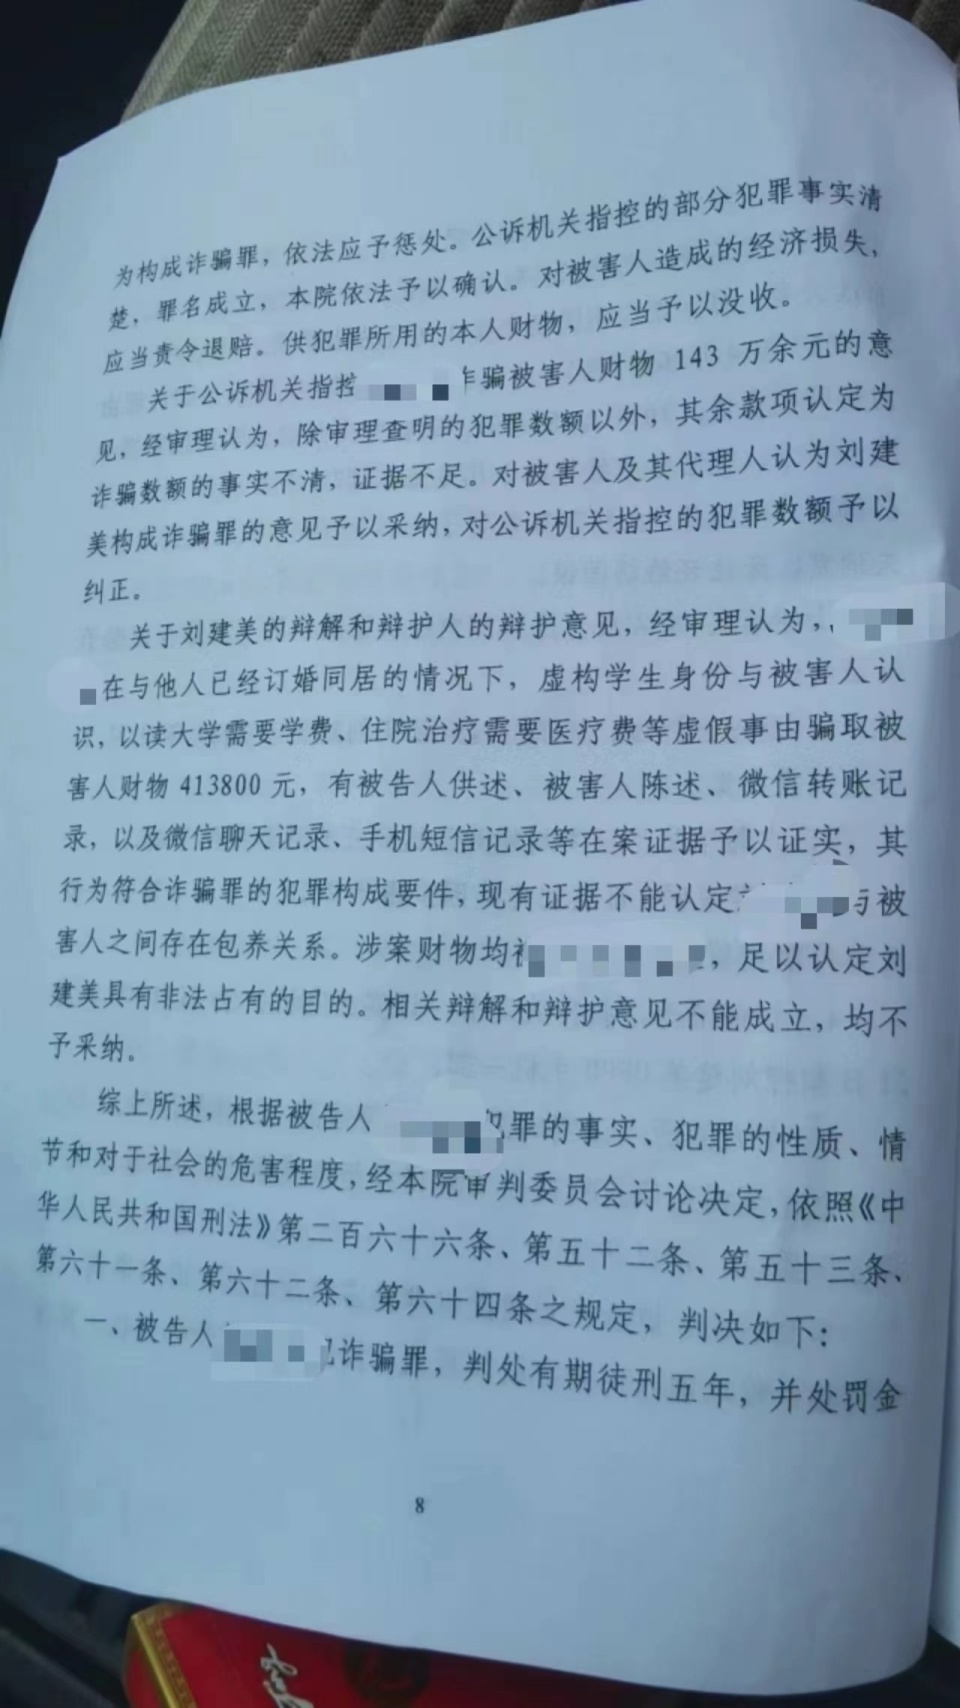 为构成诈骗罪，依法应予惩处。公诉机关指控的部分犯罪事实清
楚，罪名成立，本院依法予以确认。对被害人造成的经济损失，
应当责令退赔。供犯罪所用的本人财物，应当予以没收。
关于公诉机关指控 诈骗被害人财物 143 万余元的意
见，经审理认为，除审理查明的犯罪数额以外，其余款项认定为
诈骗数额的事实不清，证据不足。对被害人及其代理人认为刘建
美构成诈骗罪的意见予以采纳，对公诉机关指控的犯罪数额予以
纠正。
关于刘建美的辩解和辩护人的辩护意见，经审理认为，
在与他人已经订婚同居的情况下，虚构学生身份与被害人认
识，以读大学需要学费、住院治疗需要医疗费等虚假事由骗取被
害人财物 413800 元，有被告人供述、被害人陈述、微信转账记
录，以及微信聊天记录、手机短信记录等在案证据予以证实，其
行为符合诈骗罪的犯罪构成要件，现有证据不能认定 与被
害人之间存在包养关系。涉案财物均 ，足以认定刘
建美具有非法占有的目的。相关辩解和辩护意见不能成立，均不
予采纳。
综上所述，根据被告人 犯罪的事实、犯罪的性质、情
节和对于社会的危害程度，经本院审判委员会讨论决定，依照《中
华人民共和国刑法》第二百六十六条、第五十二条、第五十三条、
第六十一条、第六十二条、第六十四条之规定，判决如下：
一、被告人 犯诈骗罪，判处有期徒刑五年，并处罚金
8